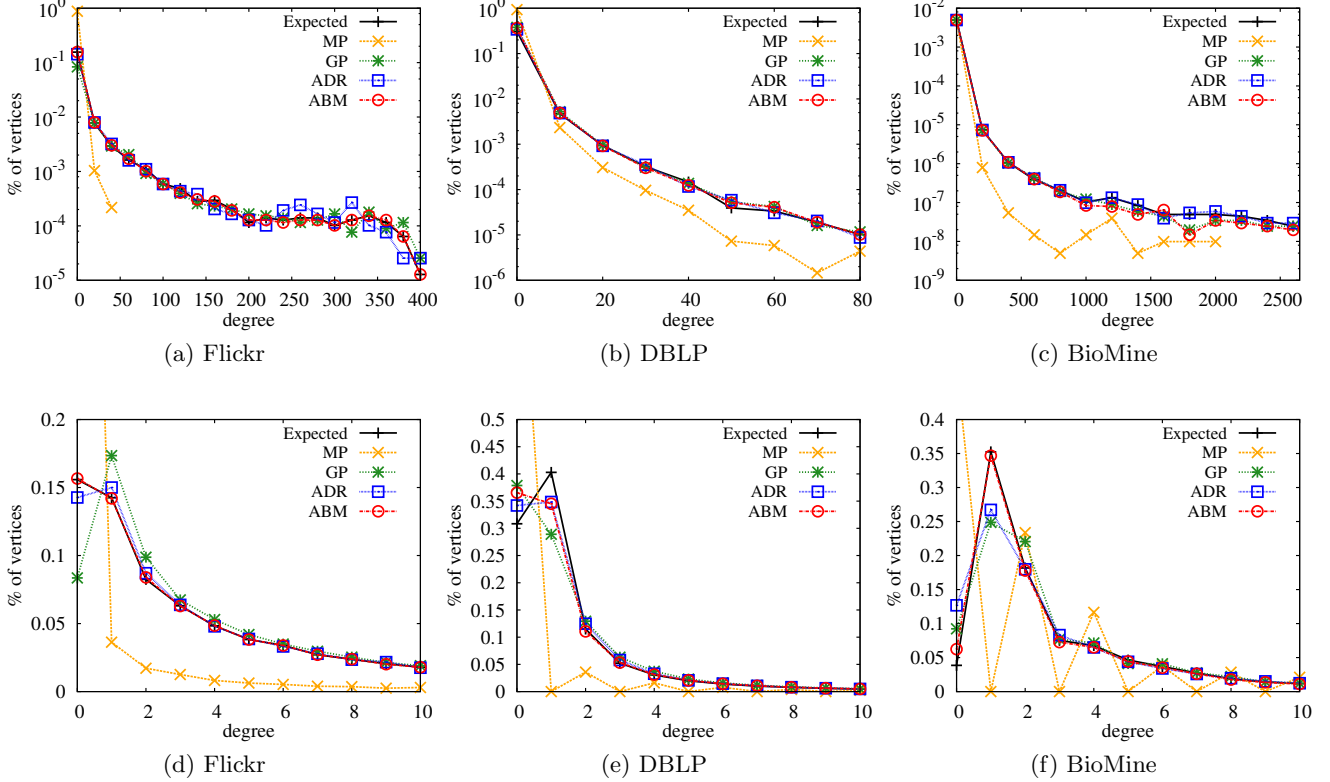 10^0
10^-1
10^-2
10^-3
10^-4
10^-5
% of vertices
0 50 100 150 200 250 300 350 400
degree
Expected
MP
GP
ADR
ABM
(a) Flickr
10^0
10^-1
10^-2
10^-3
10^-4
10^-5
10^-6
% of vertices
0 20 40 60 80
degree
Expected
MP
GP
ADR
ABM
(b) DBLP
10^-2
10^-3
10^-4
10^-5
10^-6
10^-7
10^-8
10^-9
% of vertices
0 500 1000 1500 2000 2500
degree
Expected
MP
GP
ADR
ABM
(c) BioMine
0.2
0.15
0.1
0.05
0
% of vertices
0 2 4 6 8 10
degree
Expected
MP
GP
ADR
ABM
(d) Flickr
0.5
0.45
0.4
0.35
0.3
0.25
0.2
0.15
0.1
0.05
0
% of vertices
0 2 4 6 8 10
degree
Expected
MP
GP
ADR
ABM
(e) DBLP
0.4
0.35
0.3
0.25
0.2
0.15
0.1
0.05
0
% of vertices
0 2 4 6 8 10
degree
Expected
MP
GP
ADR
ABM
(f) BioMine